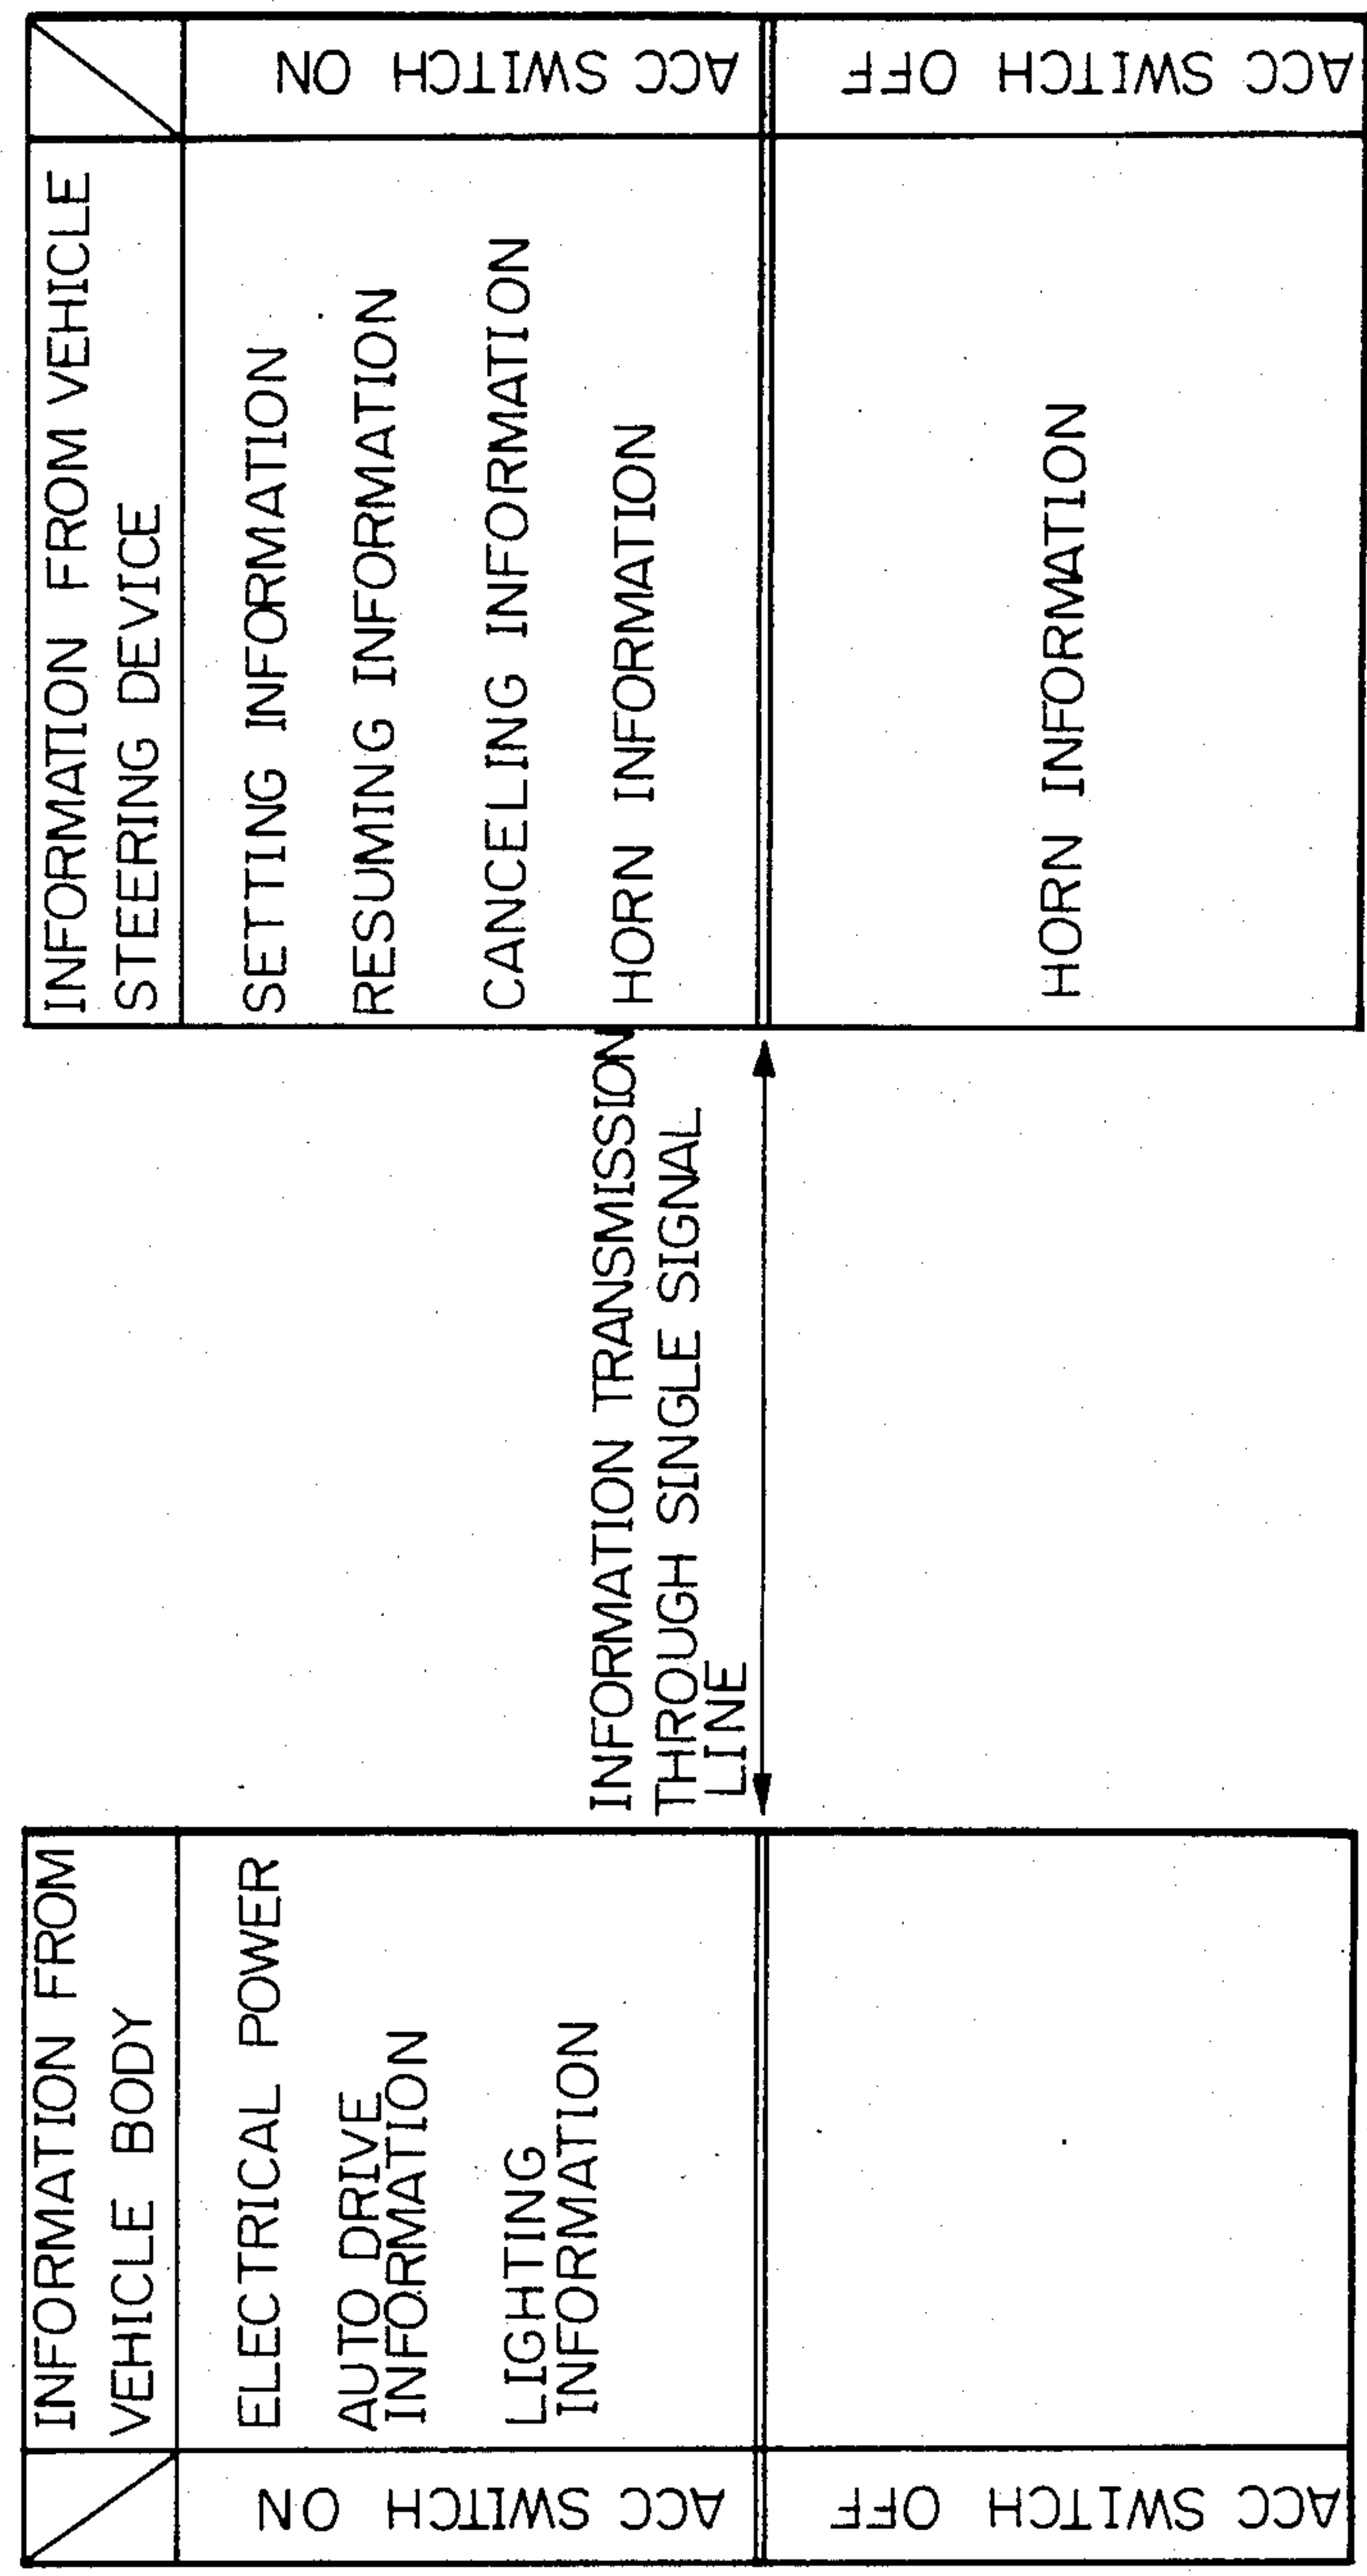 INFORMATION FROM
VEHICLE BODY
ACC SWITCH ON
ELECTRICAL POWER
AUTO DRIVE
INFORMATION
LIGHTING
INFORMATION
ACC SWITCH OFF
INFORMATION TRANSMISSION
THROUGH SINGLE SIGNAL
LINE
INFORMATION FROM VEHICLE
STEERING DEVICE
SETTING INFORMATION
RESUMING INFORMATION
CANCELING INFORMATION
HORN INFORMATION
ACC SWITCH ON
HORN INFORMATION
ACC SWITCH OFF